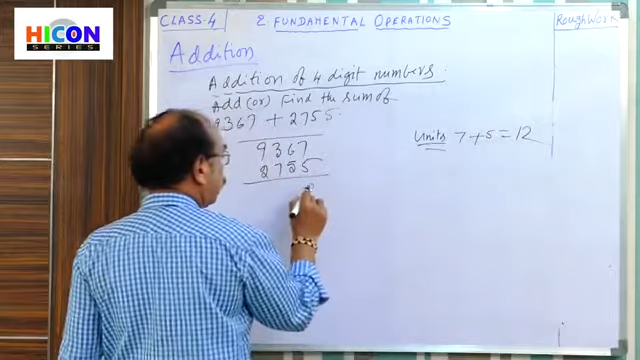 HICON
SERIES
CLASS-4
2. FUNDAMENTAL OPERATIONS
Rough Work
Addition
Addition of 4 digit numbers.
Add (or) Find the sum of
9367 + 2755.
9367
2755
Units 7+5=12